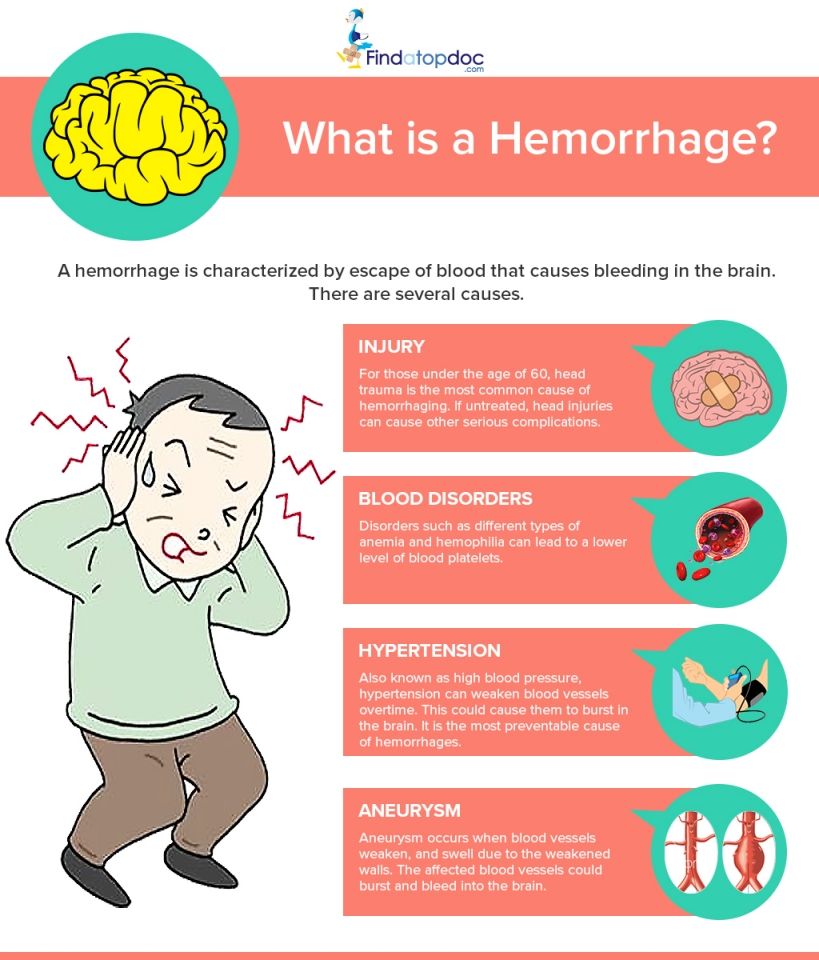 Findatopdoc
.com
What is a Hemorrhage?
A hemorrhage is characterized by escape of blood that causes bleeding in the brain.
There are several causes.
INJURY
For those under the age of 60, head
trauma is the most common cause of
hemorrhaging. If untreated, head injuries
can cause other serious complications.
BLOOD DISORDERS
Disorders such as different types of
anemia and hemophilia can lead to a lower
level of blood platelets.
HYPERTENSION
Also known as high blood pressure,
hypertension can weaken blood vessels
overtime. This could cause them to burst in
the brain. It is the most preventable cause
of hemorrhages.
ANEURYSM
Aneurysm occurs when blood vessels
weaken, and swell due to the weakened
walls. The affected blood vessels could
burst and bleed into the brain.